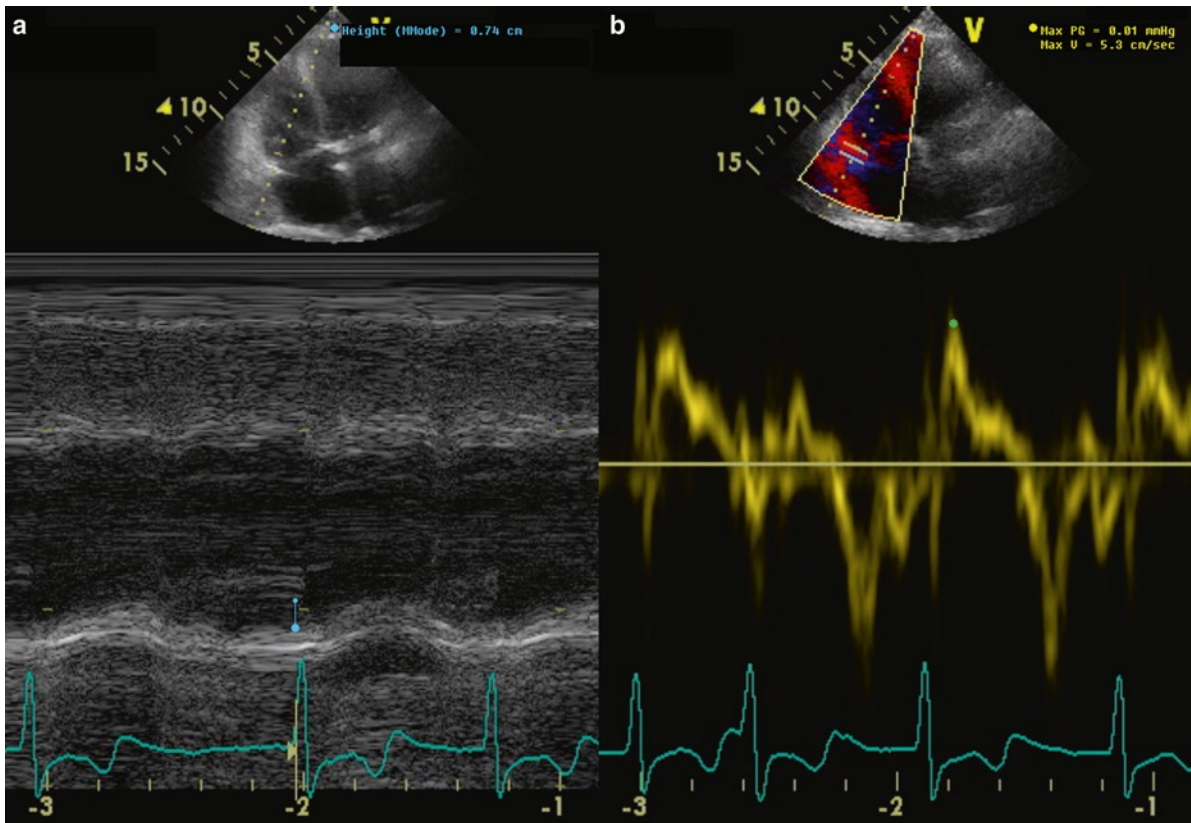 a
V
Height (MMode) = 0.74 cm
5
10
15
-3
-2
-1
b
V
Max PG = 0.01 mmHg
Max V = 5.3 cm/sec
5
10
15
-3
-2
-1